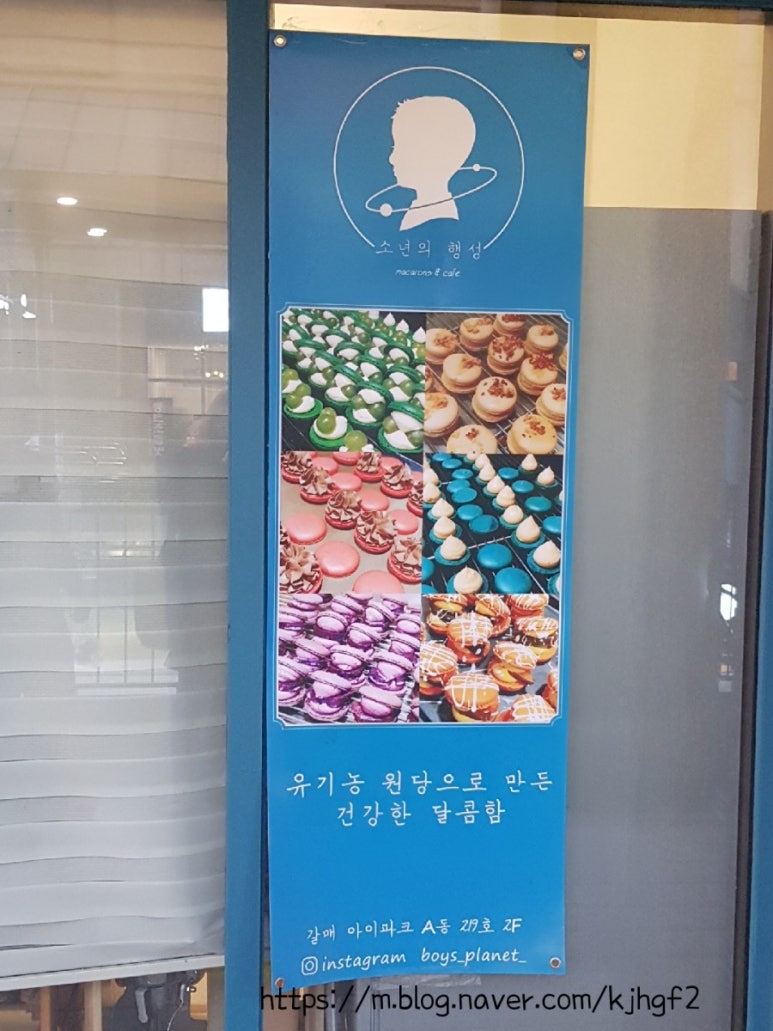 소년의 행성
macarons & cafe
유기농 원당으로 만든
건강한 달콤함
갈매 아이파크 A동 219호 2F
instagram boys_planet_
https://m.blog.naver.com/kjhgf2